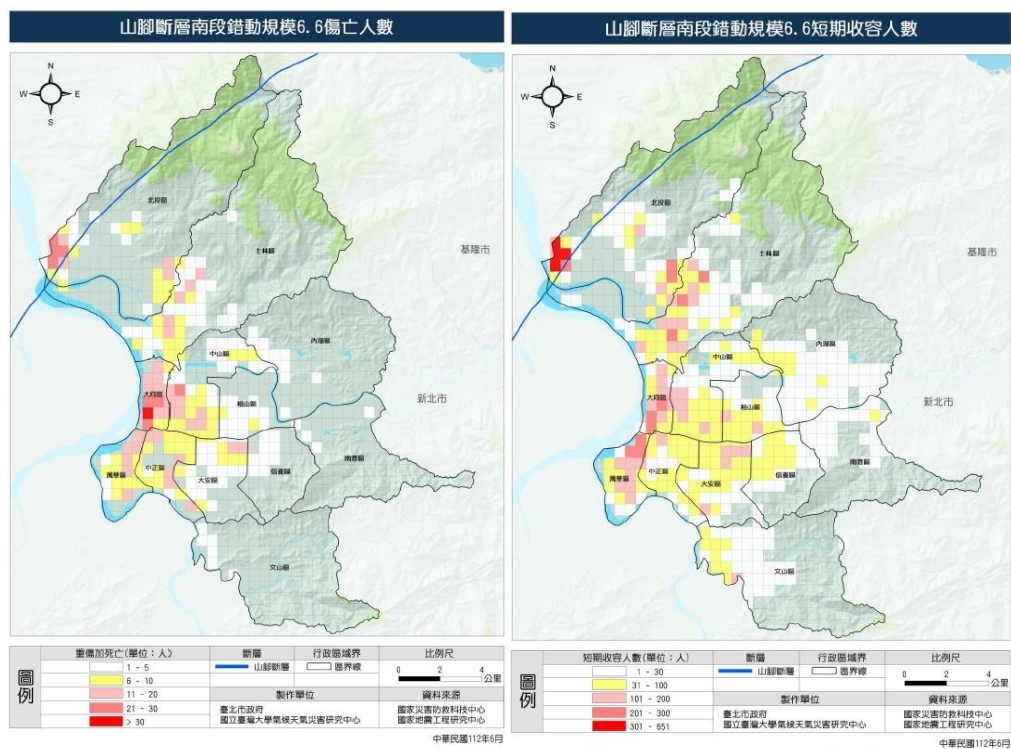 山腳斷層南段錯動規模6.6傷亡人數
N
W
E
S
北投區
士林區
基隆市
內湖區
中山區
大同區
松山區
新北市
南港區
信義區
中正區
萬華區
大安區
文山區
圖例
重傷加死亡(單位：人)
1 - 5
6 - 10
11 - 20
21 - 30
> 30
斷層
山腳斷層
行政區域界
區界線
比例尺
0 2 4
公里
製作單位
臺北市政府
國立臺灣大學氣候天氣災害研究中心
資料來源
國家災害防救科技中心
國家地震工程研究中心
中華民國112年6月
山腳斷層南段錯動規模6.6短期收容人數
N
W
E
S
北投區
士林區
基隆市
內湖區
中山區
大同區
松山區
新北市
南港區
信義區
中正區
萬華區
大安區
文山區
圖例
短期收容人數(單位：人)
1 - 30
31 - 100
101 - 200
201 - 300
301 - 651
斷層
山腳斷層
行政區域界
區界線
比例尺
0 2 4
公里
製作單位
臺北市政府
國立臺灣大學氣候天氣災害研究中心
資料來源
國家災害防救科技中心
國家地震工程研究中心
中華民國112年6月